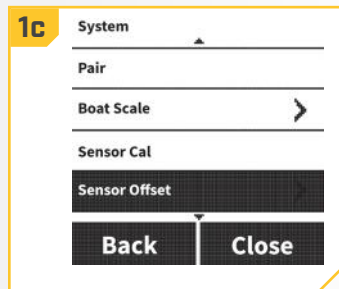 1c
System
Pair
Boat Scale
Sensor Cal
Sensor Offset
Back Close